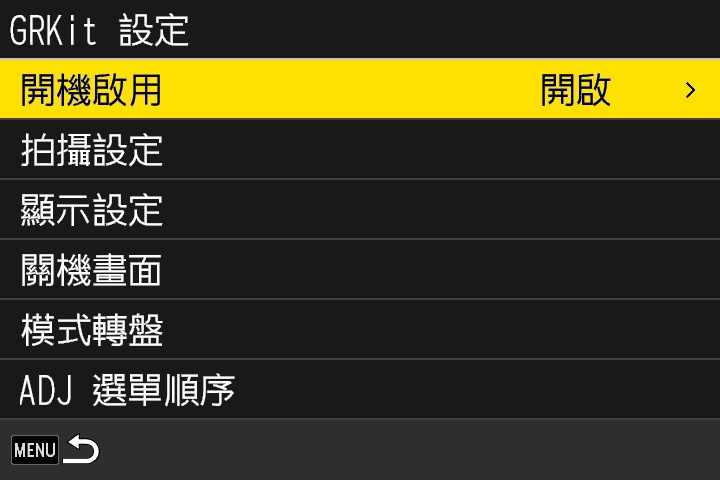 GRKit 設定
開機啟用 開啟 >
拍攝設定
顯示設定
關機畫面
模式轉盤
ADJ 選單順序
MENU